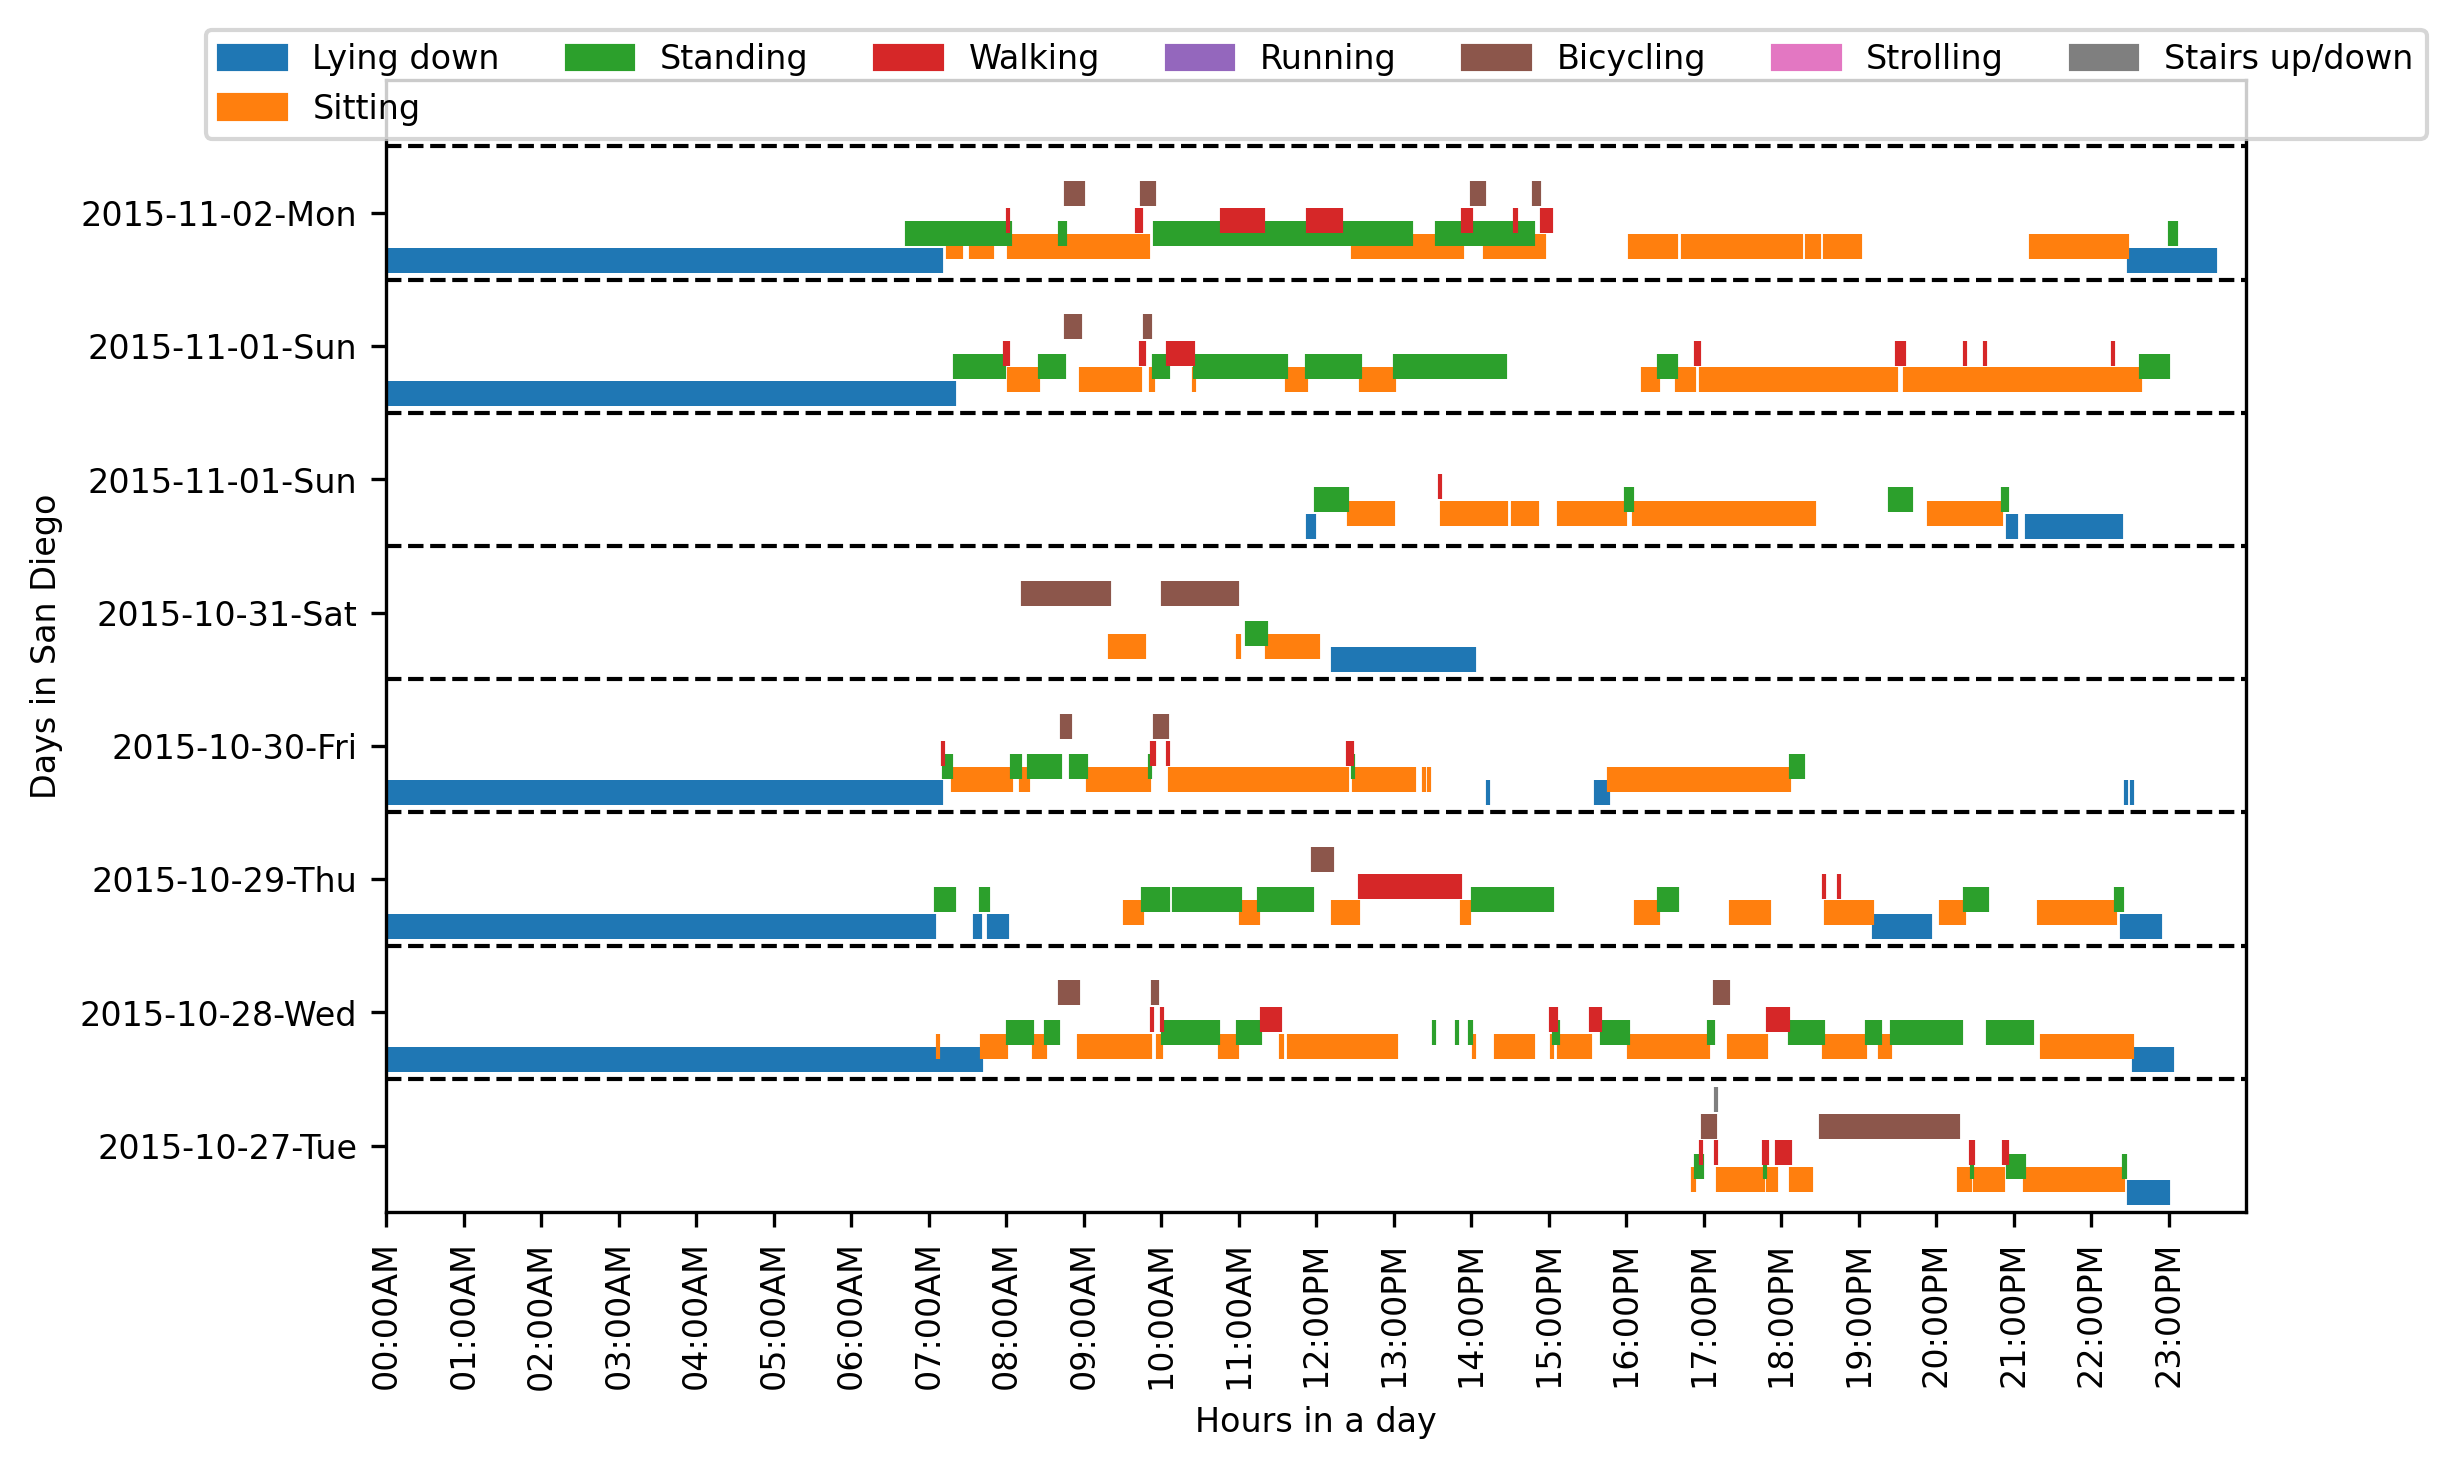 Lying down Standing Walking Running Bicycling Strolling Stairs up/down
Sitting
2015-11-02-Mon
2015-11-01-Sun
2015-11-01-Sun
2015-10-31-Sat
2015-10-30-Fri
2015-10-29-Thu
2015-10-28-Wed
2015-10-27-Tue
Days in San Diego
00:00AM 01:00AM 02:00AM 03:00AM 04:00AM 05:00AM 06:00AM 07:00AM 08:00AM 09:00AM 10:00AM 11:00AM 12:00PM 13:00PM 14:00PM 15:00PM 16:00PM 17:00PM 18:00PM 19:00PM 20:00PM 21:00PM 22:00PM 23:00PM
Hours in a day